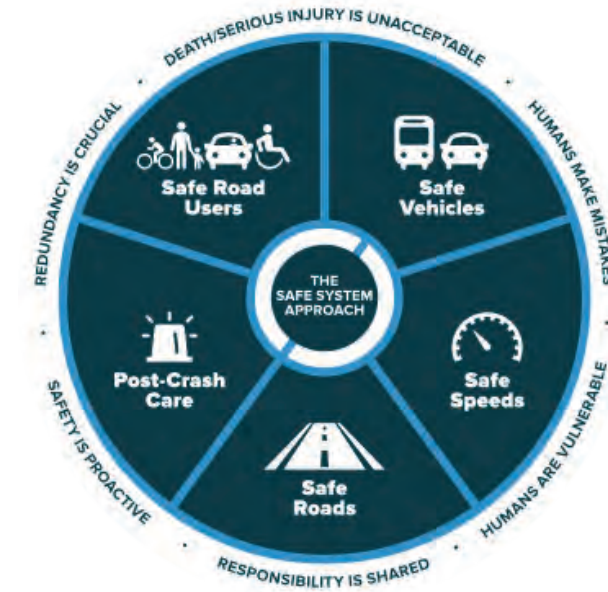 DEATH/SERIOUS INJURY IS UNACCEPTABLE
HUMANS MAKE MISTAKES
HUMANS ARE VULNERABLE
RESPONSIBILITY IS SHARED
SAFETY IS PROACTIVE
REDUNDANCY IS CRUCIAL
Safe Road
Users
Safe
Vehicles
THE
SAFE SYSTEM
APPROACH
Post-Crash
Care
Safe
Speeds
Safe
Roads